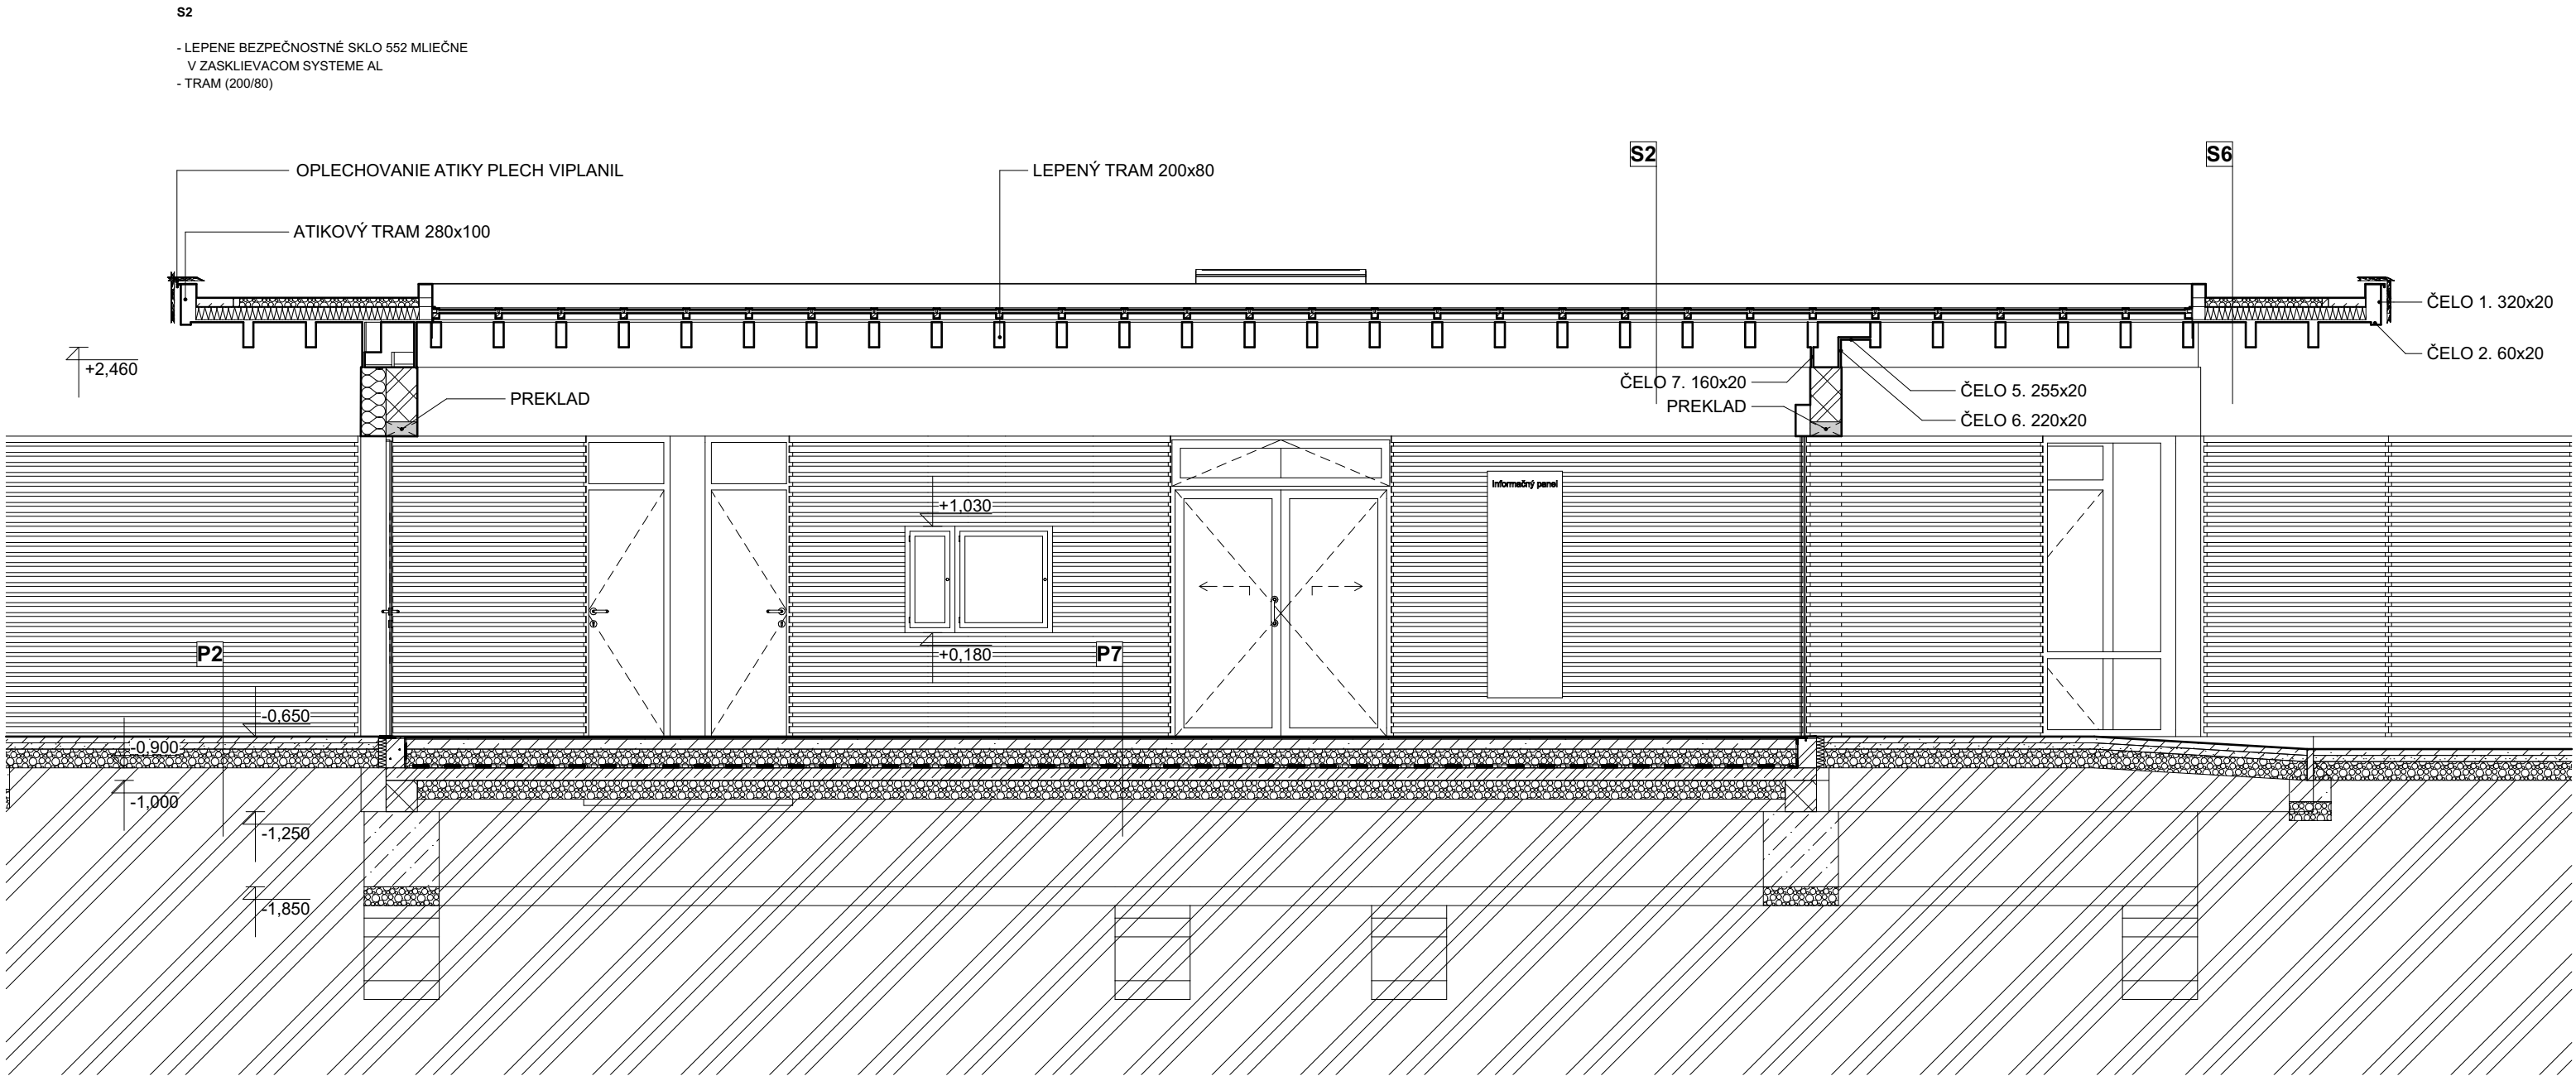 S2
- LEPENE BEZPEČNOSTNÉ SKLO 552 MLIEČNE
V ZASKLIEVACOM SYSTEME AL
- TRAM (200/80)
S2
S6
OPLECHOVANIE ATIKY PLECH VIPLANIL
LEPENÝ TRAM 200x80
ATIKOVÝ TRAM 280x100
ČELO 1. 320x20
ČELO 2. 60x20
+2,460
ČELO 7. 160x20
ČELO 5. 255x20
PREKLAD
PREKLAD
ČELO 6. 220x20
Informačný panel
+1,030
P2
+0,180
P7
-0,650
-0,900
-1,000
-1,250
-1,850